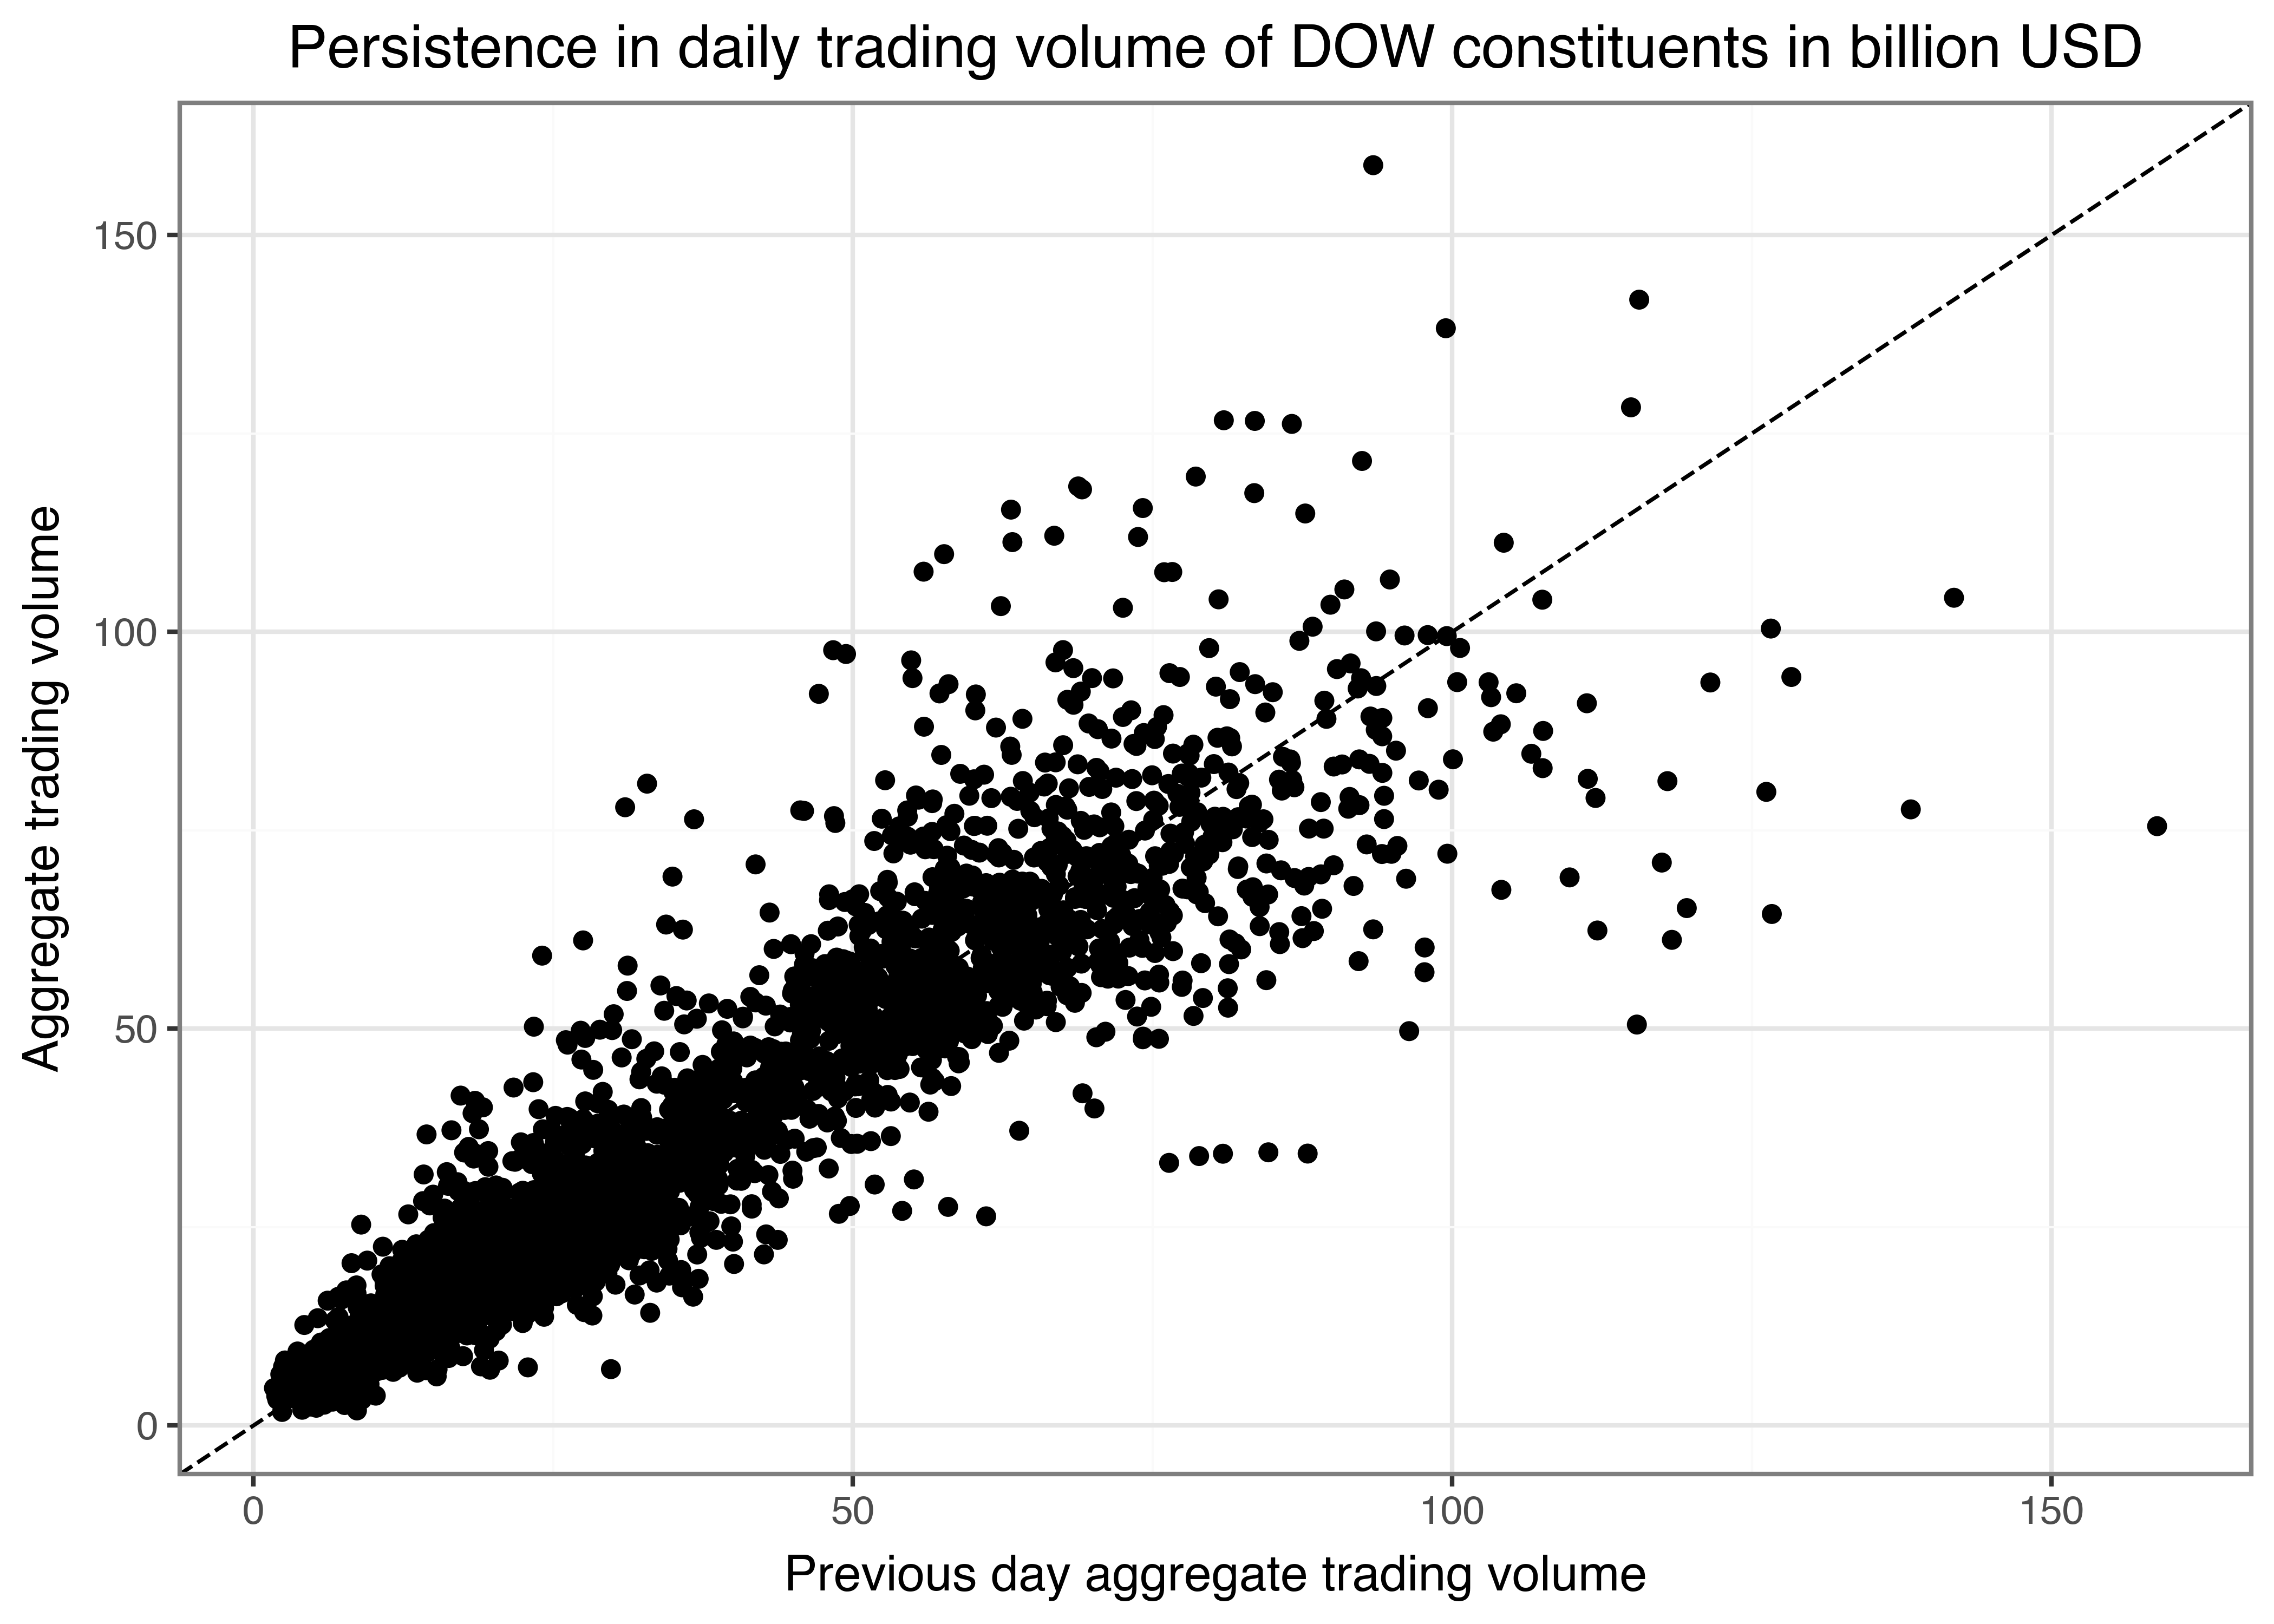 Persistence in daily trading volume of DOW constituents in billion USD
Aggregate trading volume
150
100
50
0
0 50 100 150
Previous day aggregate trading volume